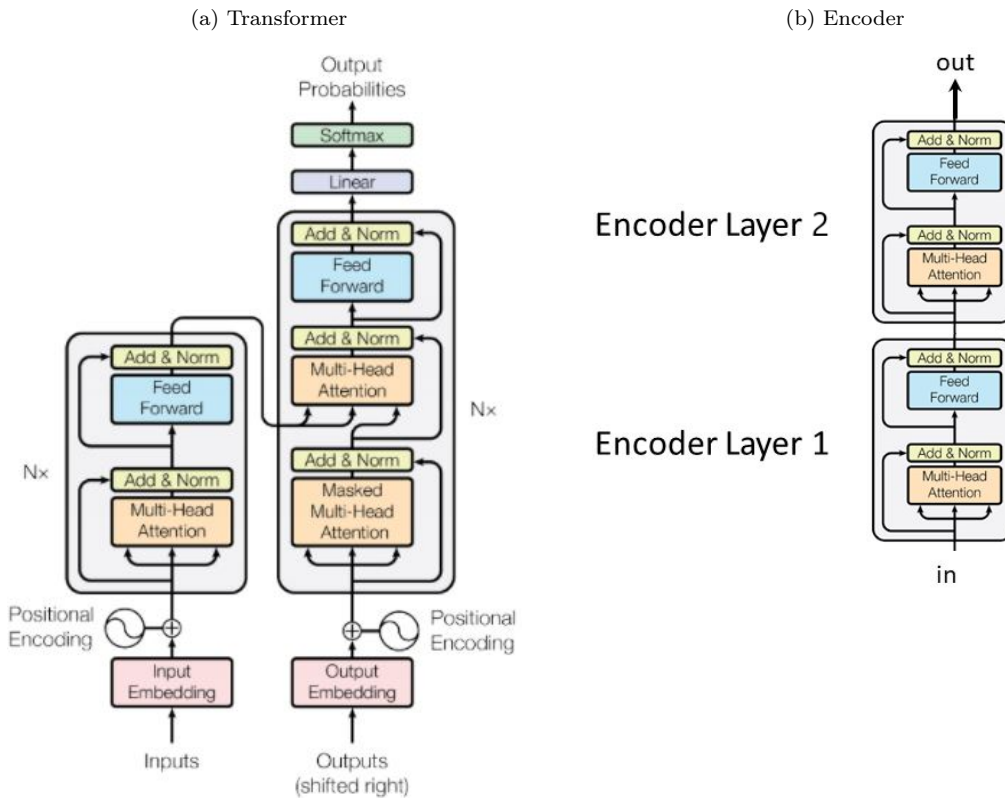 (a) Transformer
Output
Probabilities
Softmax
Linear
Add & Norm
Feed
Forward
Add & Norm
Multi-Head
Attention
Nx
Add & Norm
Masked
Multi-Head
Attention
Add & Norm
Feed
Forward
Nx
Add & Norm
Multi-Head
Attention
Positional
Encoding
Positional
Encoding
Input
Embedding
Output
Embedding
Inputs
Outputs
(shifted right)
(b) Encoder
out
Add & Norm
Feed
Forward
Encoder Layer 2
Add & Norm
Multi-Head
Attention
Add & Norm
Feed
Forward
Encoder Layer 1
Add & Norm
Multi-Head
Attention
in